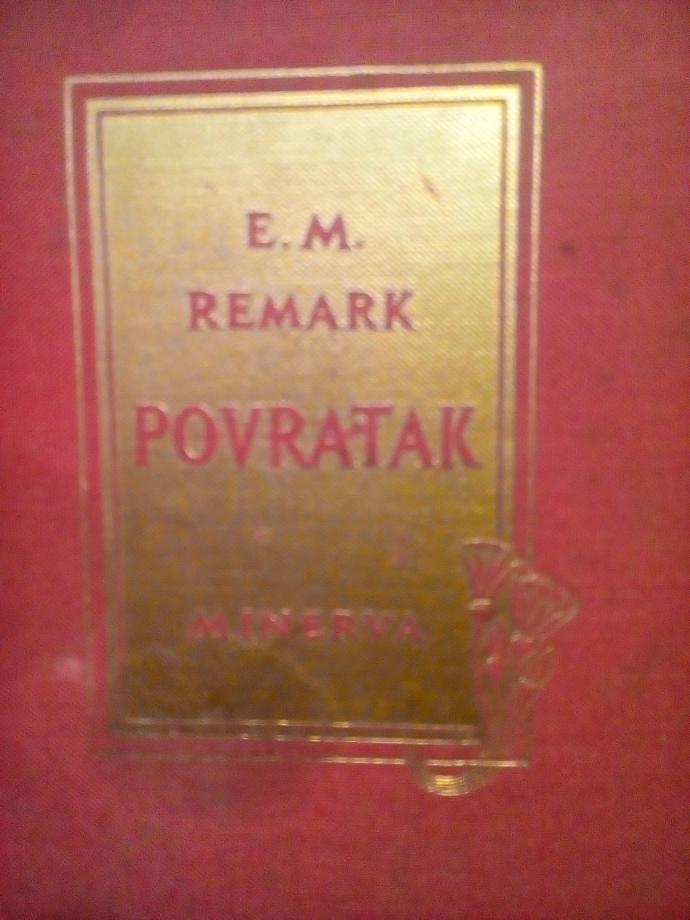 E. M.
REMARK
POVRATAK
MINERVA